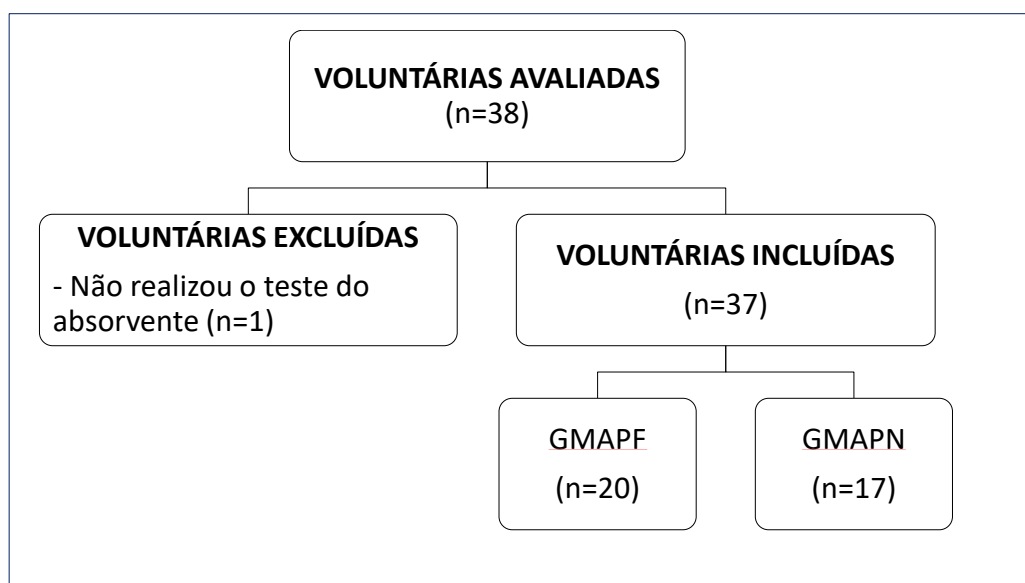 VOLUNTÁRIAS AVALIADAS
(n=38)
VOLUNTÁRIAS EXCLUÍDAS
- Não realizou o teste do
absorvente (n=1)
VOLUNTÁRIAS INCLUÍDAS
(n=37)
GMAPF
(n=20)
GMAPN
(n=17)